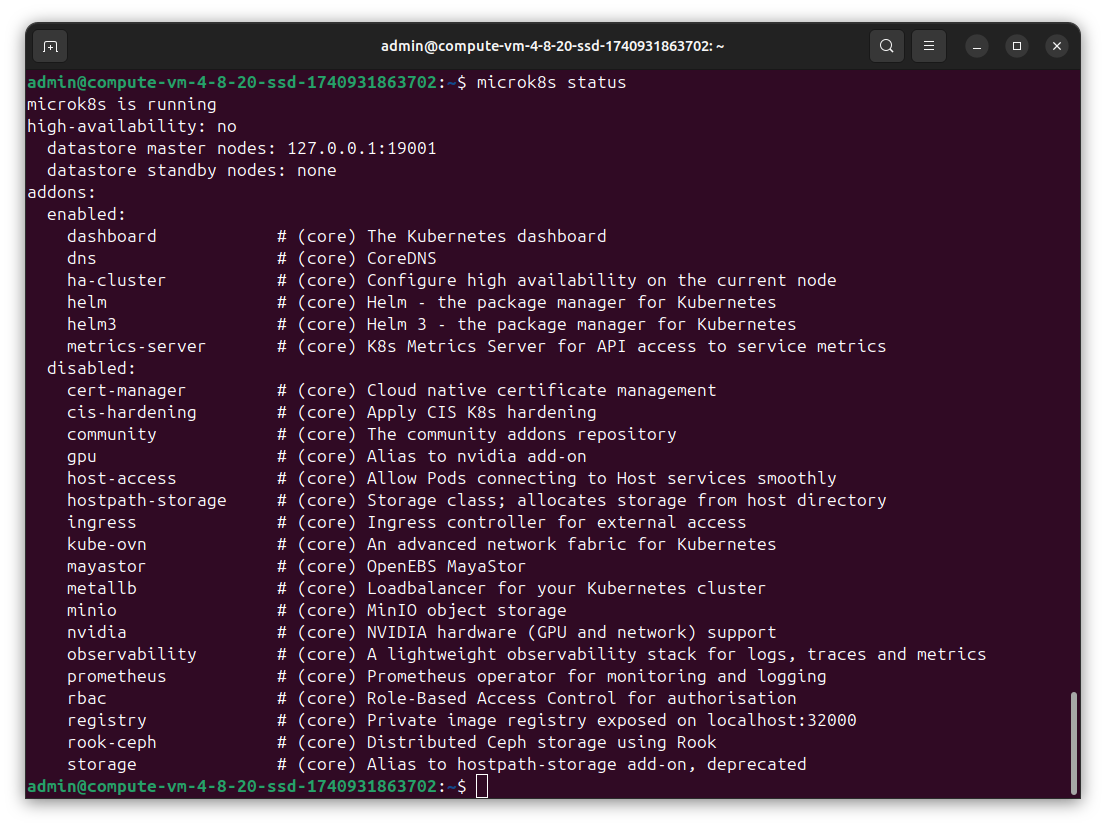 admin@compute-vm-4-8-20-ssd-1740931863702: ~
admin@compute-vm-4-8-20-ssd-1740931863702:~$ microk8s status
microk8s is running
high-availability: no
  datastore master nodes: 127.0.0.1:19001
  datastore standby nodes: none
addons:
  enabled:
    dashboard            # (core) The Kubernetes dashboard
    dns                  # (core) CoreDNS
    ha-cluster           # (core) Configure high availability on the current node
    helm                 # (core) Helm - the package manager for Kubernetes
    helm3                # (core) Helm 3 - the package manager for Kubernetes
    metrics-server       # (core) K8s Metrics Server for API access to service metrics
  disabled:
    cert-manager         # (core) Cloud native certificate management
    cis-hardening        # (core) Apply CIS K8s hardening
    community            # (core) The community addons repository
    gpu                  # (core) Alias to nvidia add-on
    host-access          # (core) Allow Pods connecting to Host services smoothly
    hostpath-storage     # (core) Storage class; allocates storage from host directory
    ingress              # (core) Ingress controller for external access
    kube-ovn             # (core) An advanced network fabric for Kubernetes
    mayastor             # (core) OpenEBS MayaStor
    metallb              # (core) Loadbalancer for your Kubernetes cluster
    minio                # (core) MinIO object storage
    nvidia               # (core) NVIDIA hardware (GPU and network) support
    observability        # (core) A lightweight observability stack for logs, traces and metrics
    prometheus           # (core) Prometheus operator for monitoring and logging
    rbac                 # (core) Role-Based Access Control for authorisation
    registry             # (core) Private image registry exposed on localhost:32000
    rook-ceph            # (core) Distributed Ceph storage using Rook
    storage              # (core) Alias to hostpath-storage add-on, deprecated
admin@compute-vm-4-8-20-ssd-1740931863702:~$